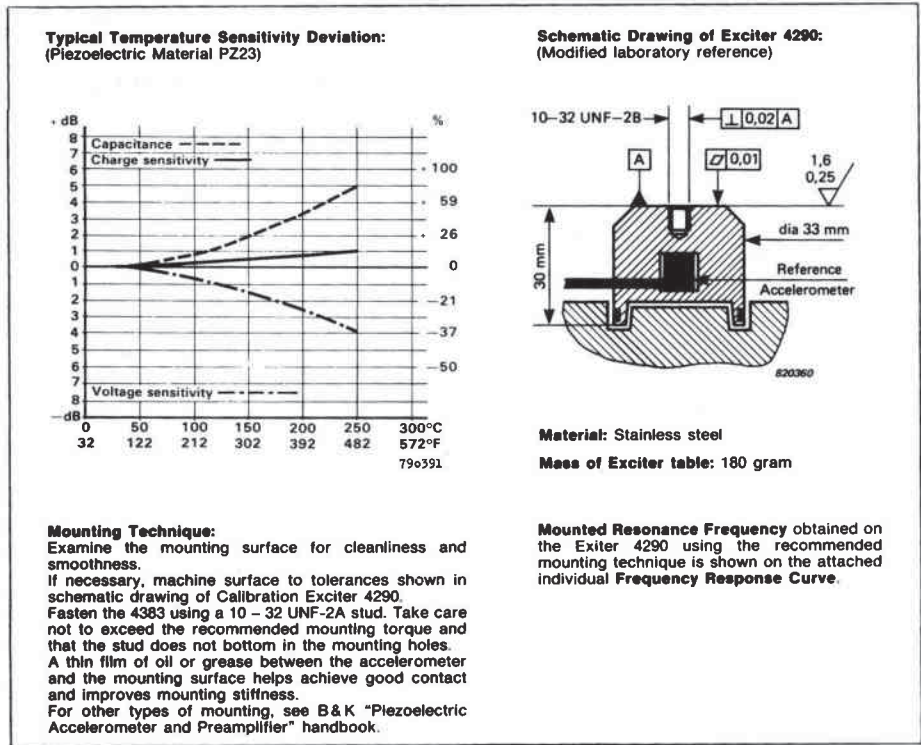 Typical Temperature Sensitivity Deviation:
(Piezoelectric Material PZ23)
+ dB
%
8
7
6
5
4
3
2
1
0
1
2
3
4
5
6
7
8
—dB
Capacitance
Charge sensitivity
Voltage sensitivity
100
59
26
0
—21
—37
—50
0 50 100 150 200 250 300°C
32 122 212 302 392 482 572°F
79o391
Mounting Technique:
Examine the mounting surface for cleanliness and
smoothness.
If necessary, machine surface to tolerances shown in
schematic drawing of Calibration Exciter 4290.
Fasten the 4383 using a 10 – 32 UNF-2A stud. Take care
not to exceed the recommended mounting torque and
that the stud does not bottom in the mounting holes.
A thin film of oil or grease between the accelerometer
and the mounting surface helps achieve good contact
and improves mounting stiffness.
For other types of mounting, see B & K "Piezoelectric
Accelerometer and Preamplifier" handbook.
Schematic Drawing of Exciter 4290:
(Modified laboratory reference)
10–32 UNF–2B
⊥ 0,02 A
A
⏥ 0,01
1,6
0,25
dia 33 mm
30 mm
Reference
Accelerometer
820360
Material: Stainless steel
Mass of Exciter table: 180 gram
Mounted Resonance Frequency obtained on
the Exiter 4290 using the recommended
mounting technique is shown on the attached
individual Frequency Response Curve.